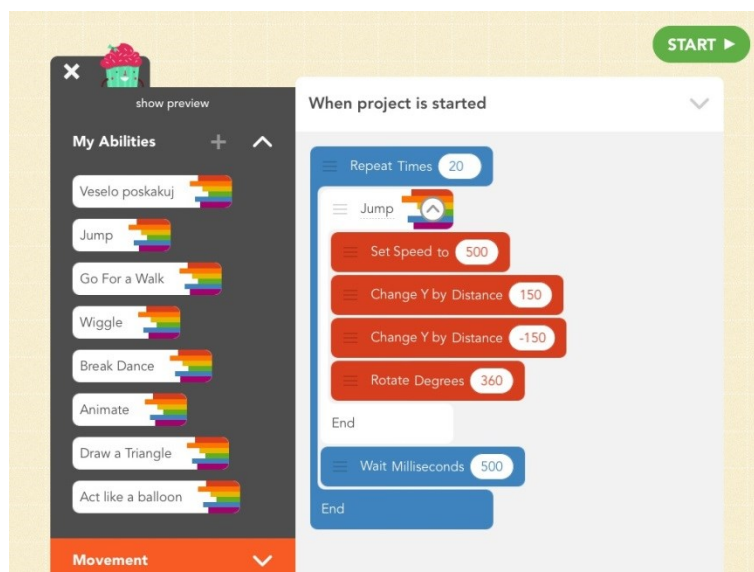 START
show preview
My Abilities
Veselo poskakuj
Jump
Go For a Walk
Wiggle
Break Dance
Animate
Draw a Triangle
Act like a balloon
Movement
When project is started
Repeat Times 20
Jump
Set Speed to 500
Change Y by Distance 150
Change Y by Distance -150
Rotate Degrees 360
End
Wait Milliseconds 500
End